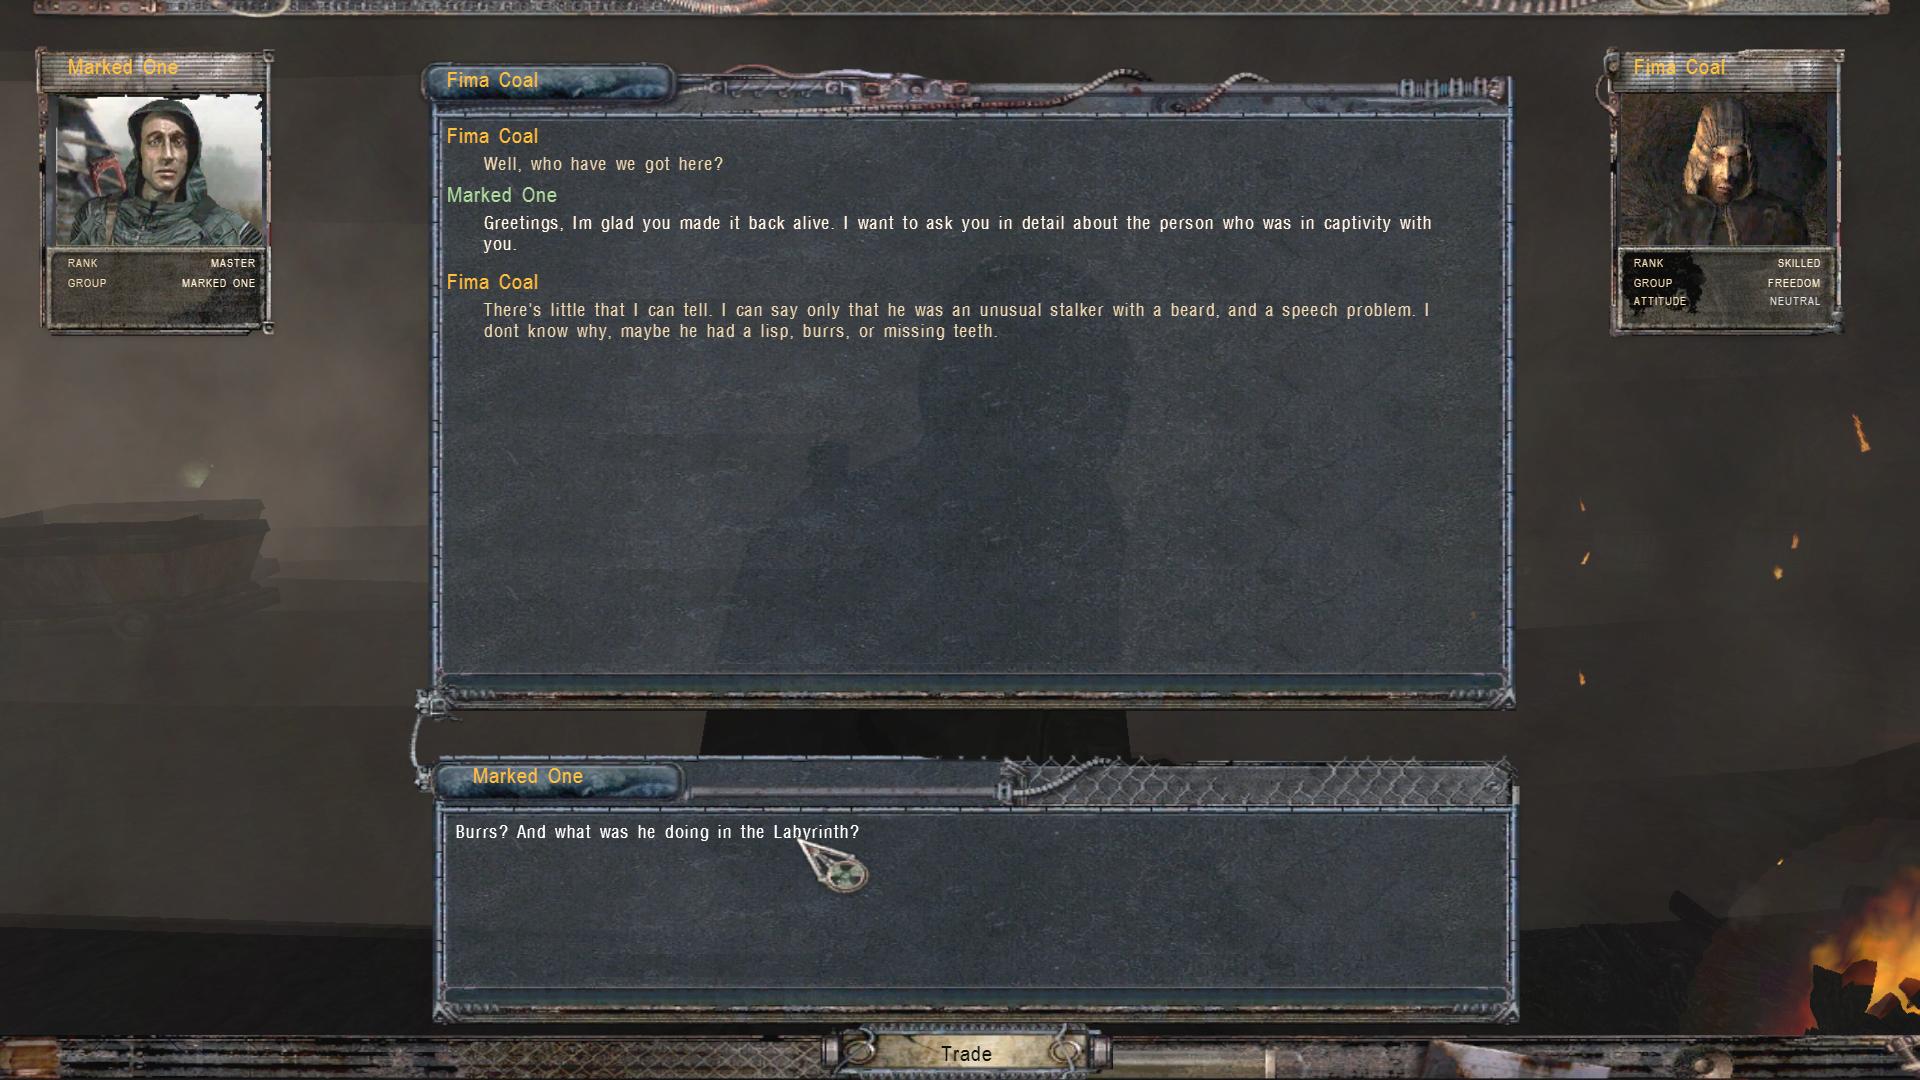 Marked One
RANK MASTER
GROUP MARKED ONE
Fima Coal
Fima Coal
Well, who have we got here?
Marked One
Greetings, Im glad you made it back alive. I want to ask you in detail about the person who was in captivity with
you.
Fima Coal
There's little that I can tell. I can say only that he was an unusual stalker with a beard, and a speech problem. I
dont know why, maybe he had a lisp, burrs, or missing teeth.
Fima Coal
RANK SKILLED
GROUP FREEDOM
ATTITUDE NEUTRAL
Marked One
Burrs? And what was he doing in the Labyrinth?
Trade